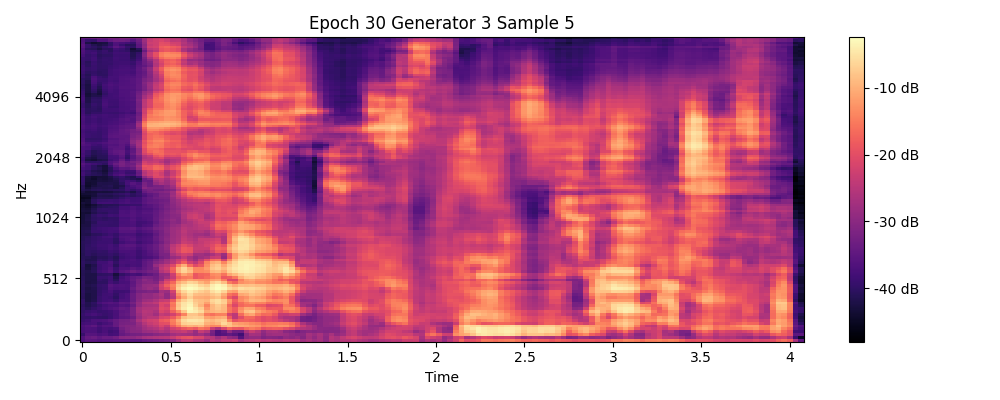 Epoch 30 Generator 3 Sample 5
Hz
4096
2048
1024
512
0
0 0.5 1 1.5 2 2.5 3 3.5 4
Time
-10 dB
-20 dB
-30 dB
-40 dB